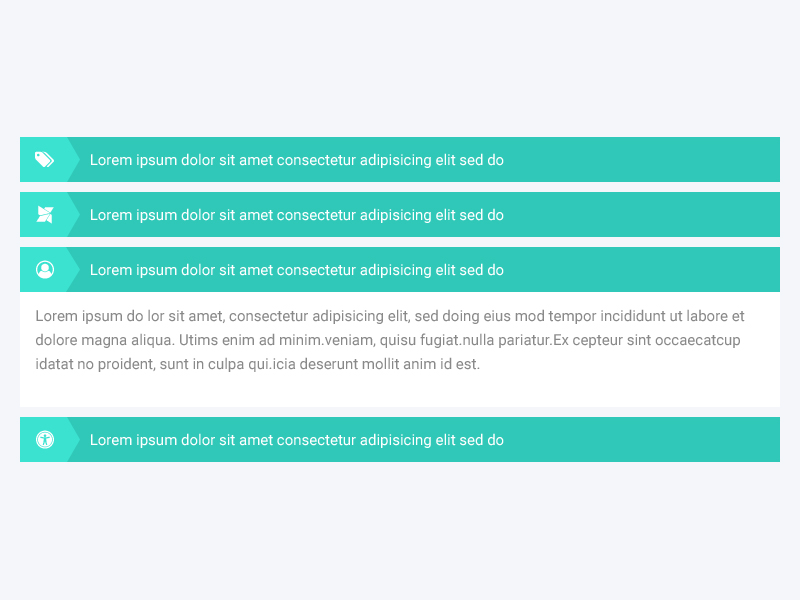 Lorem ipsum dolor sit amet consectetur adipisicing elit sed do
Lorem ipsum dolor sit amet consectetur adipisicing elit sed do
Lorem ipsum dolor sit amet consectetur adipisicing elit sed do
Lorem ipsum do lor sit amet, consectetur adipisicing elit, sed doing eius mod tempor incididunt ut labore et
dolore magna aliqua. Utims enim ad minim.veniam, quisu fugiat.nulla pariatur.Ex cepteur sint occaecatcup
idatat no proident, sunt in culpa qui.icia deserunt mollit anim id est.
Lorem ipsum dolor sit amet consectetur adipisicing elit sed do